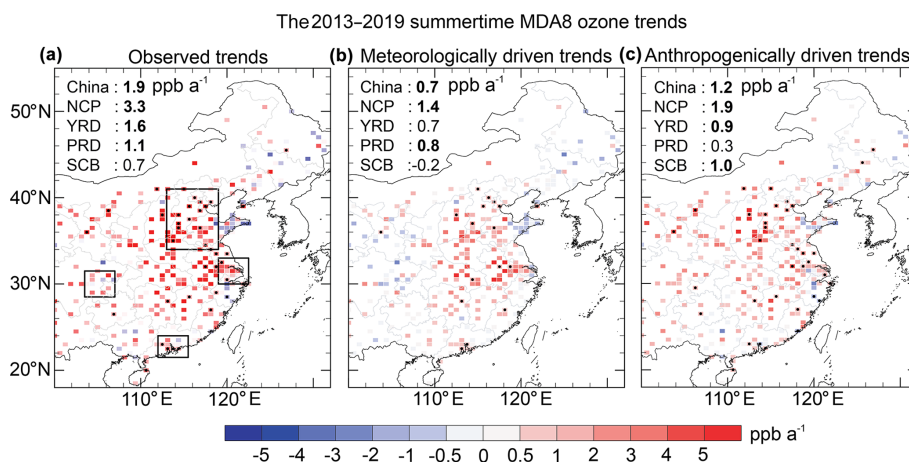 The 2013–2019 summertime MDA8 ozone trends
(a) Observed trends
China : 1.9 ppb a⁻¹
NCP : 3.3
YRD : 1.6
PRD : 1.1
SCB : 0.7
(b) Meteorologically driven trends
China : 0.7 ppb a⁻¹
NCP : 1.4
YRD : 0.7
PRD : 0.8
SCB : -0.2
(c) Anthropogenically driven trends
China : 1.2 ppb a⁻¹
NCP : 1.9
YRD : 0.9
PRD : 0.3
SCB : 1.0
50°N
40°N
30°N
20°N
110°E 120°E
110°E 120°E
110°E 120°E
ppb a⁻¹
-5 -4 -3 -2 -1 -0.5 0 0.5 1 2 3 4 5